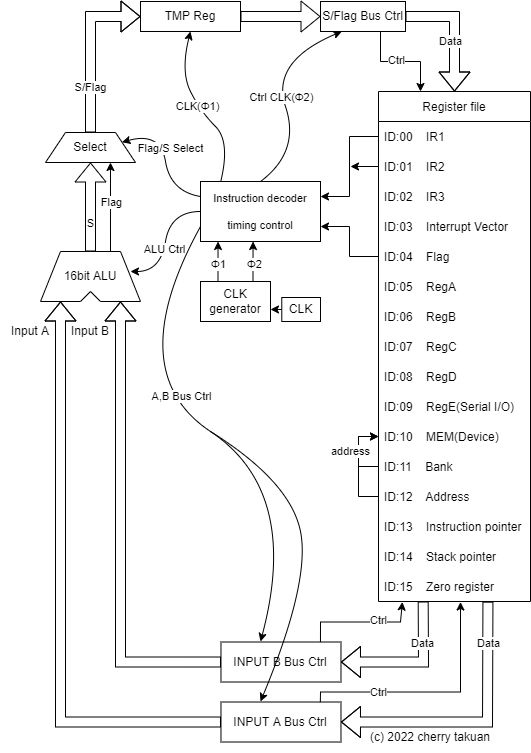 TMP Reg
S/Flag Bus Ctrl
Data
Ctrl
S/Flag
CLK(Φ1)
Ctrl CLK(Φ2)
Register file
Select
Flag/S Select
Flag
S
Instruction decoder
timing control
ALU Ctrl
16bit ALU
Φ1
Φ2
CLK
generator
CLK
Input A
Input B
A,B Bus Ctrl
ID:00 IR1
ID:01 IR2
ID:02 IR3
ID:03 Interrupt Vector
ID:04 Flag
ID:05 RegA
ID:06 RegB
ID:07 RegC
ID:08 RegD
ID:09 RegE(Serial I/O)
ID:10 MEM(Device)
address
ID:11 Bank
ID:12 Address
ID:13 Instruction pointer
ID:14 Stack pointer
ID:15 Zero register
Ctrl
Data
Data
INPUT B Bus Ctrl
Ctrl
INPUT A Bus Ctrl
(c) 2022 cherry takuan